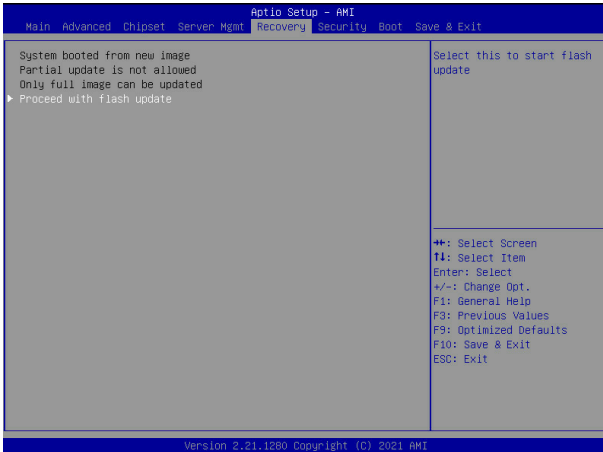 Aptio Setup – AMI
Main Advanced Chipset Server Mgmt Recovery Security Boot Save & Exit
System booted from new image
Partial update is not allowed
Only full image can be updated
▶ Proceed with flash update
Select this to start flash
update
→←: Select Screen
↑↓: Select Item
Enter: Select
+/-: Change Opt.
F1: General Help
F3: Previous Values
F9: Optimized Defaults
F10: Save & Exit
ESC: Exit
Version 2.21.1280 Copyright (C) 2021 AMI